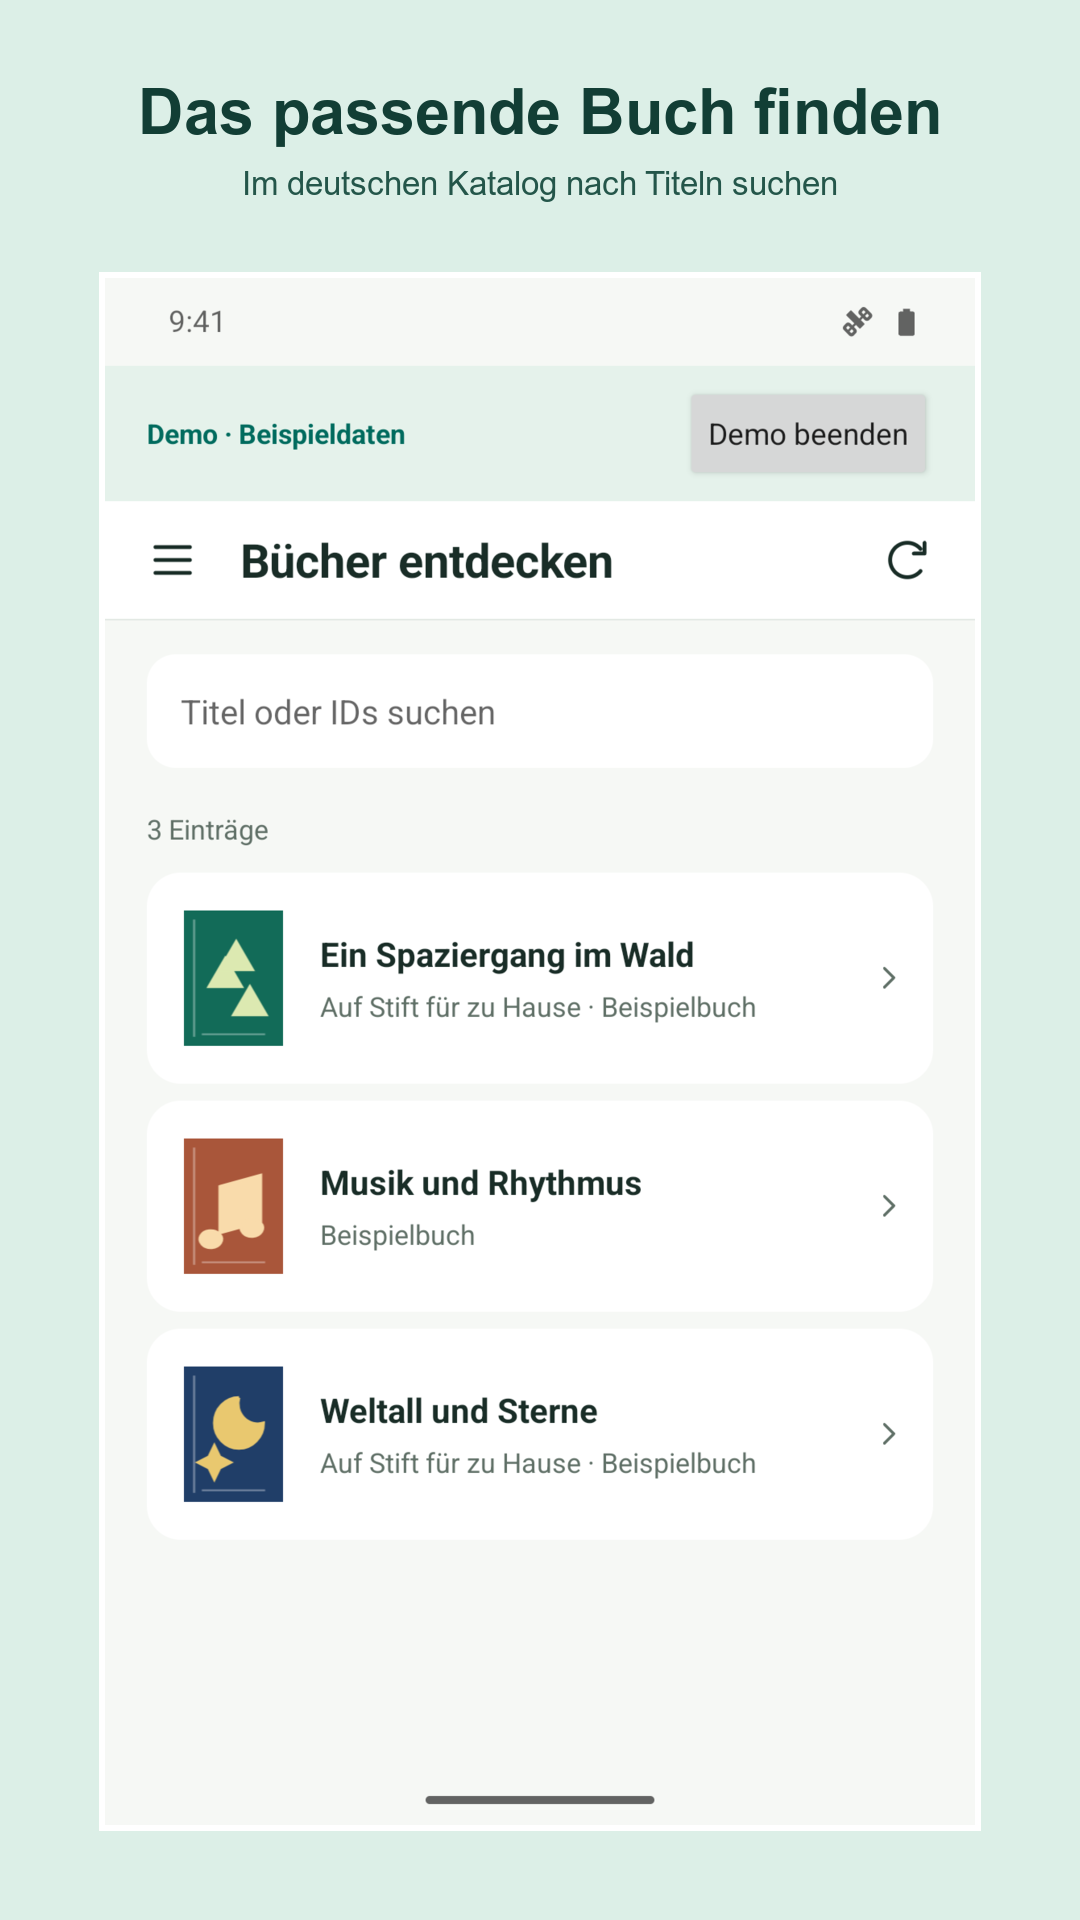 Das passende Buch finden
Im deutschen Katalog nach Titeln suchen
9:41
Demo · Beispieldaten
Demo beenden
Bücher entdecken
Titel oder IDs suchen
3 Einträge
Ein Spaziergang im Wald
Auf Stift für zu Hause · Beispielbuch
Musik und Rhythmus
Beispielbuch
Weltall und Sterne
Auf Stift für zu Hause · Beispielbuch